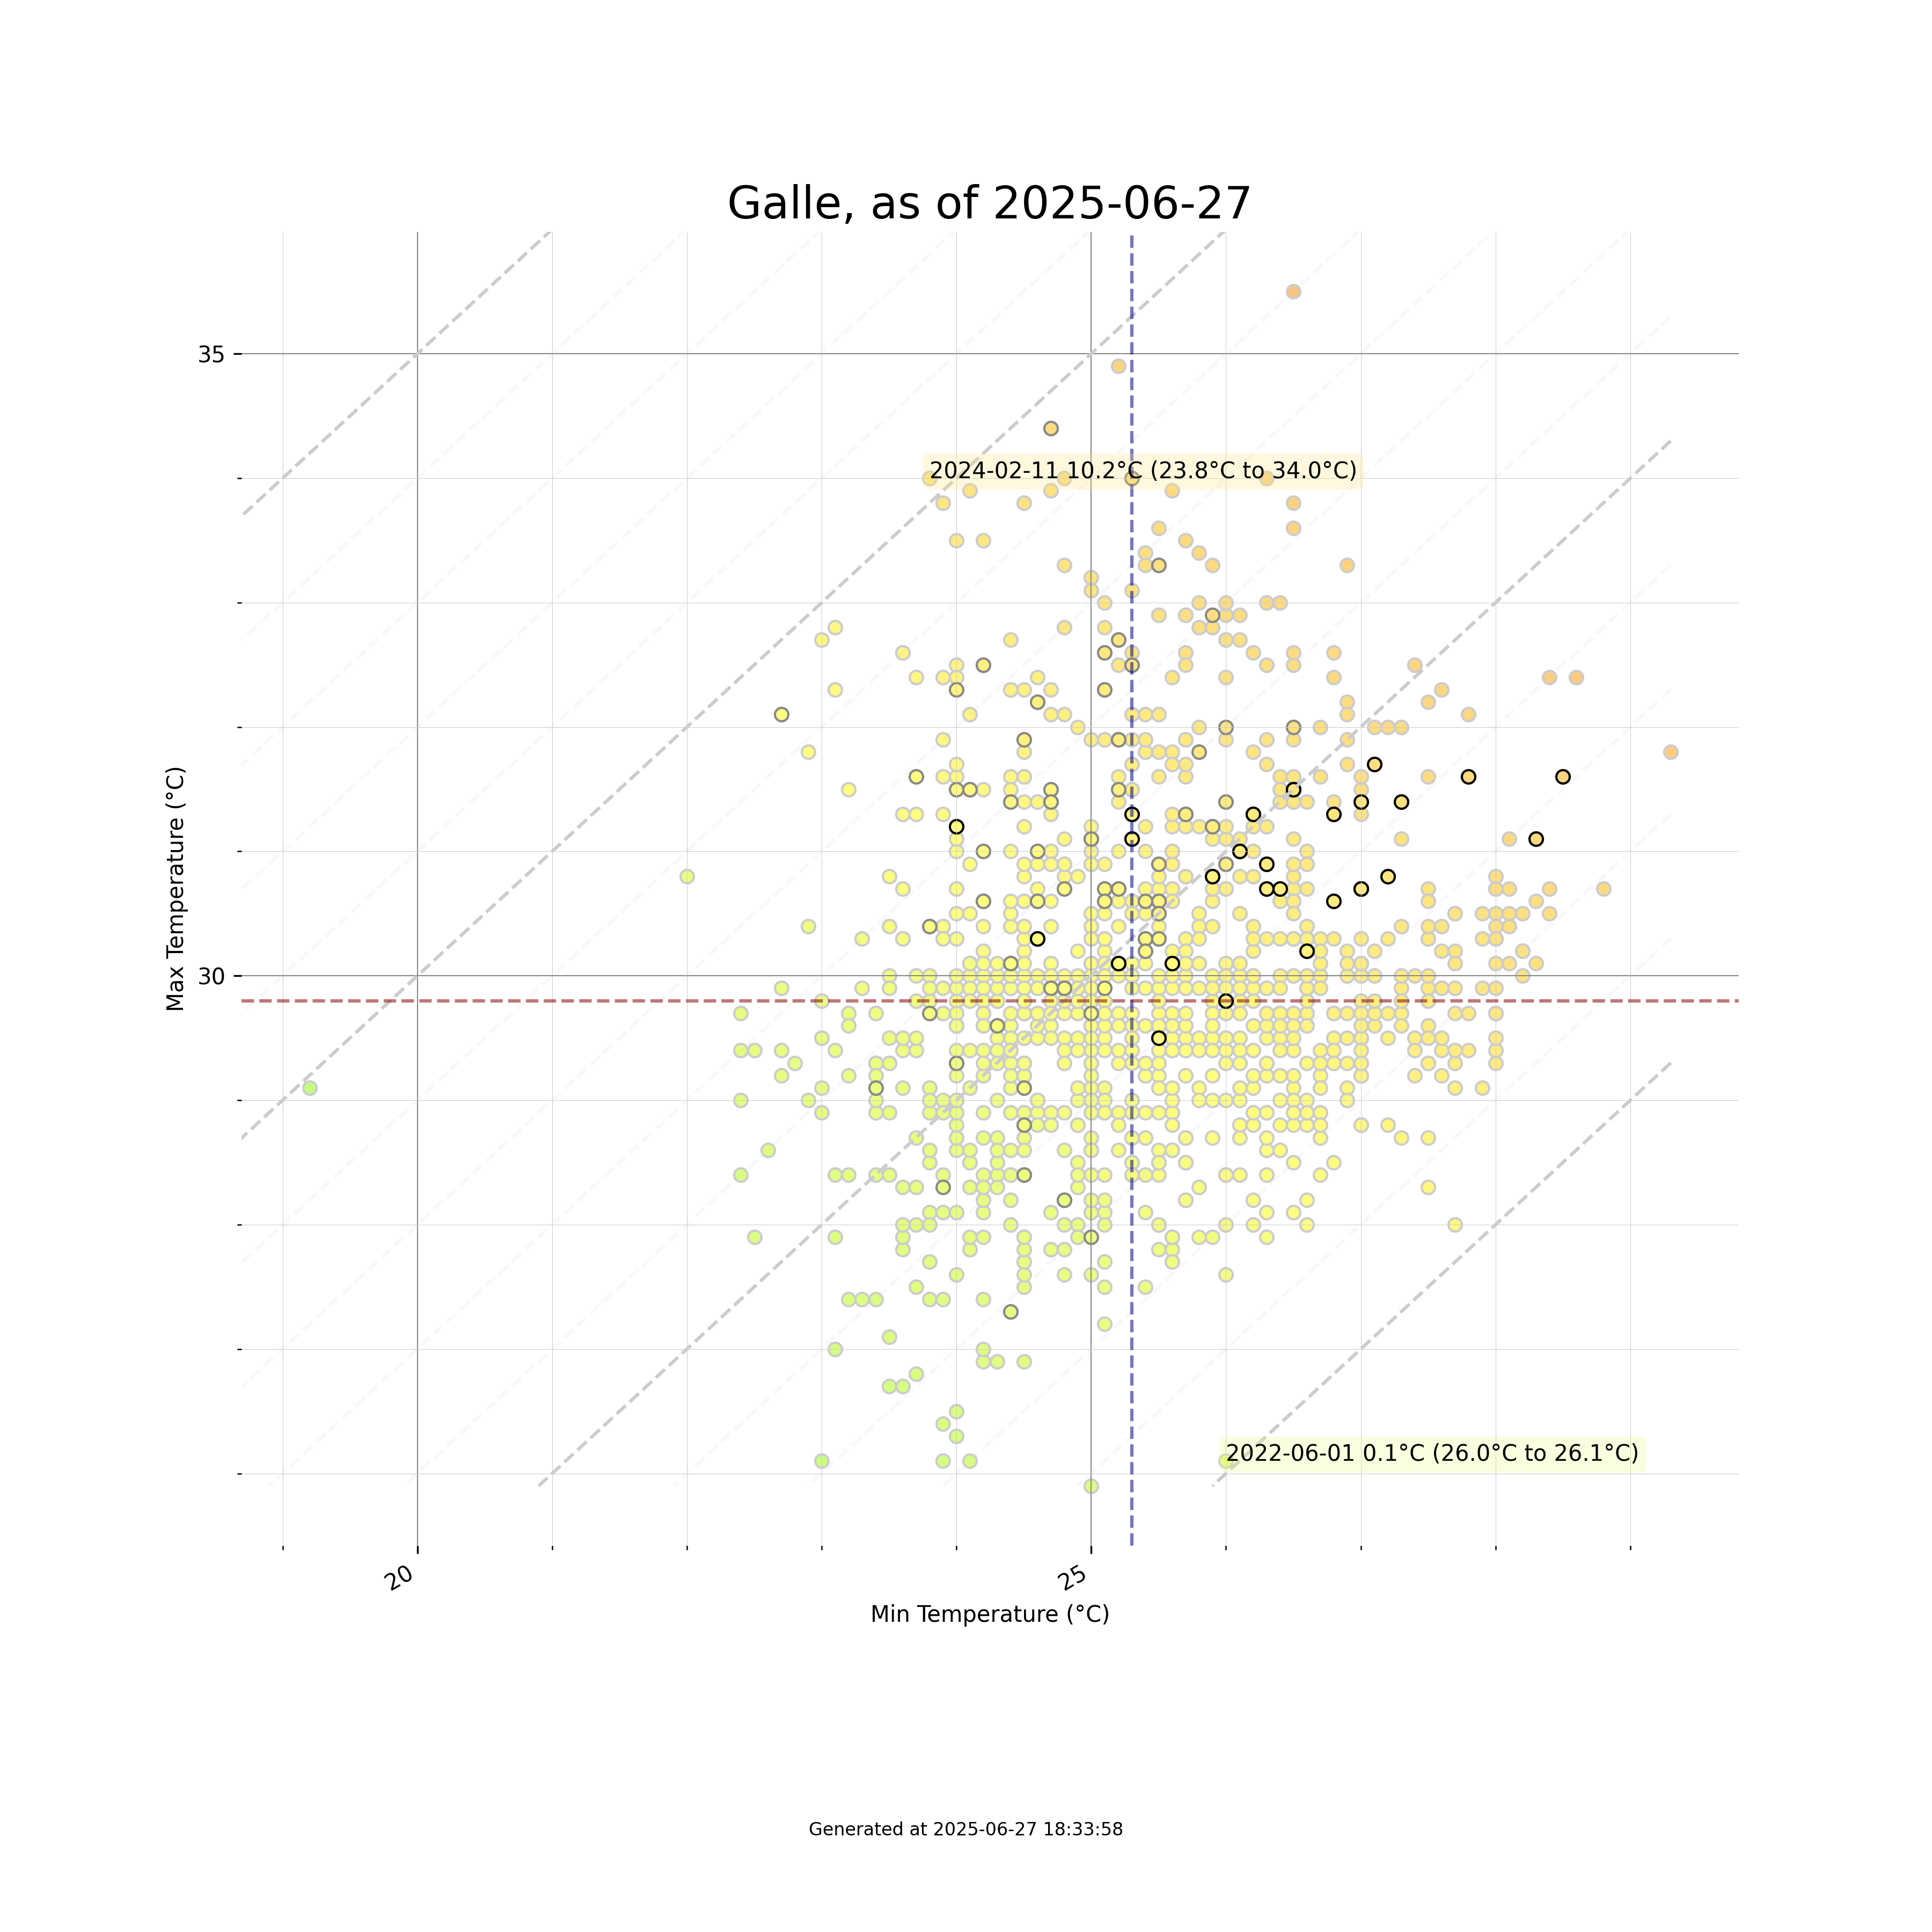 Galle, as of 2025-06-27
35
2024-02-11 10.2°C (23.8°C to 34.0°C)
Max Temperature (°C)
30
2022-06-01 0.1°C (26.0°C to 26.1°C)
20
25
Min Temperature (°C)
Generated at 2025-06-27 18:33:58